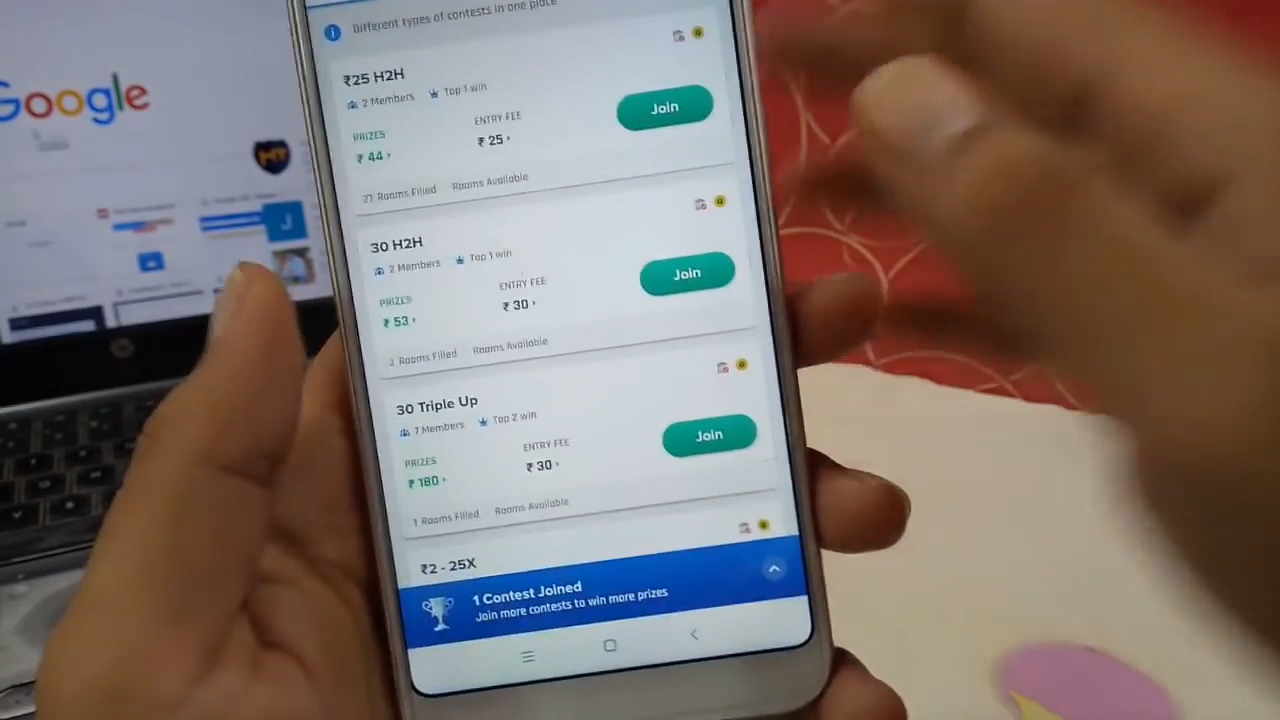 Google
HT
J
Different types of contests in one place
₹25 H2H
2 Members Top 1 win
PRIZES ENTRY FEE
₹ 44 ₹ 25
Join
27 Rooms Filled Rooms Available
30 H2H
2 Members Top 1 win
PRIZES ENTRY FEE
₹ 53 ₹ 30
Join
Rooms Filled Rooms Available
30 Triple Up
7 Members Top 2 win
PRIZES ENTRY FEE
₹ 180 ₹ 30
Join
1 Rooms Filled Rooms Available
₹2 - 25X
1 Contest Joined
Join more contests to win more prizes